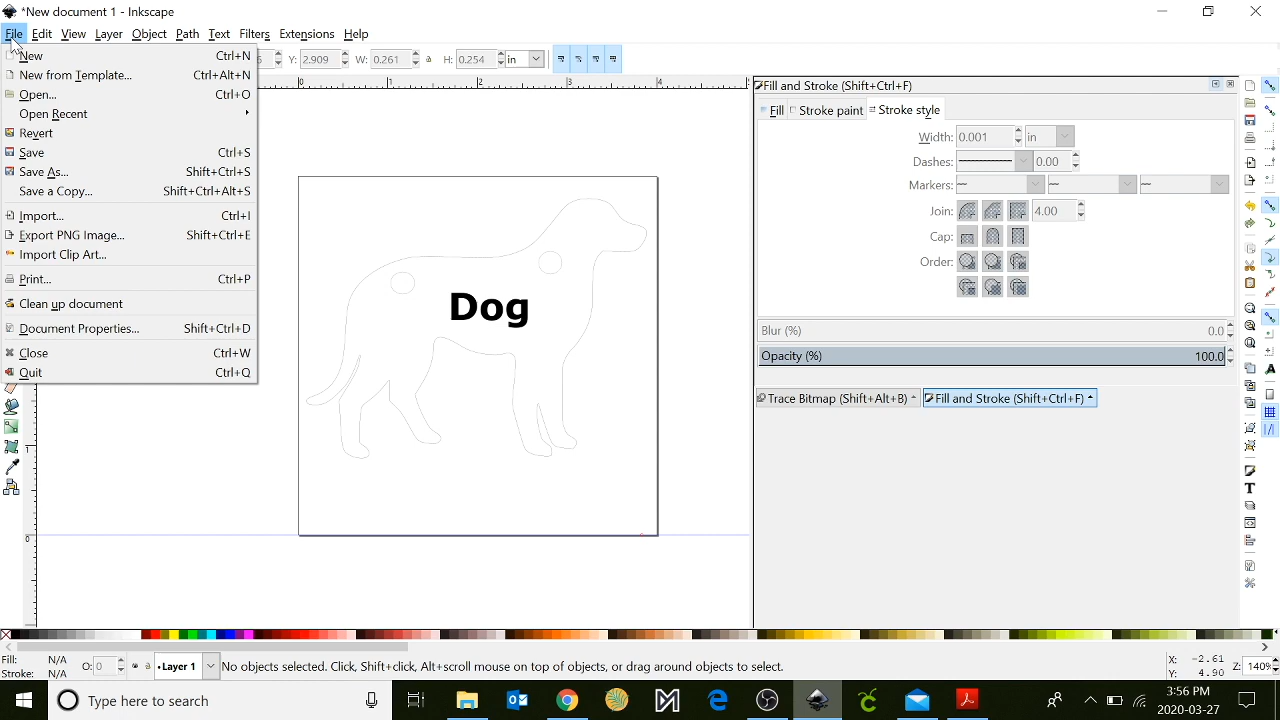 *New document 1 - Inkscape
File Edit View Layer Object Path Text Filters Extensions Help
New Ctrl+N
New from Template... Ctrl+Alt+N
Open... Ctrl+O
Open Recent
Revert
Save Ctrl+S
Save As... Shift+Ctrl+S
Save a Copy... Shift+Ctrl+Alt+S
Import... Ctrl+I
Export PNG Image... Shift+Ctrl+E
Import Clip Art...
Print... Ctrl+P
Clean up document
Document Properties... Shift+Ctrl+D
Close Ctrl+W
Quit Ctrl+Q
Y: 2.909 W: 0.261 H: 0.254 in
0 1 2 3 4
Dog
1
0
Fill and Stroke (Shift+Ctrl+F)
Fill Stroke paint Stroke style
Width: 0.001 in
Dashes: 0.00
Markers:
Join: 4.00
Cap:
Order:
Blur (%) 0.0
Opacity (%) 100.0
Trace Bitmap (Shift+Alt+B) Fill and Stroke (Shift+Ctrl+F)
Fill: N/A
Stroke: N/A
O: 0
•Layer 1
No objects selected. Click, Shift+click, Alt+scroll mouse on top of objects, or drag around objects to select.
X: -2.61
Y: 4.90
Z: 140%
Type here to search
3:56 PM
2020-03-27